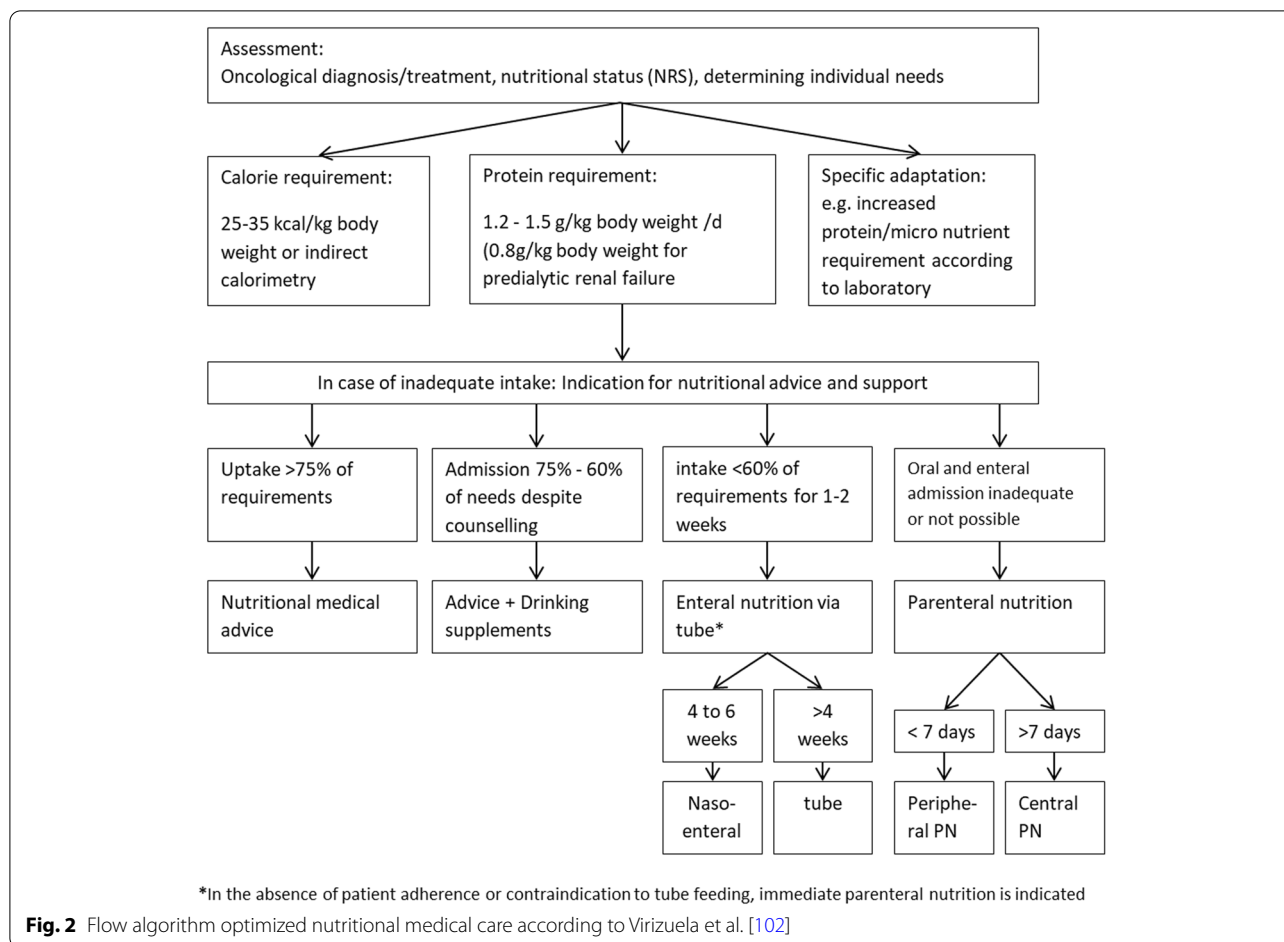 Assessment:
Oncological diagnosis/treatment, nutritional status (NRS), determining individual needs
Calorie requirement:
25-35 kcal/kg body
weight or indirect
calorimetry
Protein requirement:
1.2 - 1.5 g/kg body weight /d
(0.8g/kg body weight for
predialytic renal failure
Specific adaptation:
e.g. increased
protein/micro nutrient
requirement according
to laboratory
In case of inadequate intake: Indication for nutritional advice and support
Uptake >75% of
requirements
Admission 75% - 60%
of needs despite
counselling
intake <60% of
requirements for 1-2
weeks
Oral and enteral
admission inadequate
or not possible
Nutritional medical
advice
Advice + Drinking
supplements
Enteral nutrition via
tube*
Parenteral nutrition
4 to 6
weeks
>4
weeks
< 7 days
>7 days
Naso-
enteral
tube
Periphe-
ral PN
Central
PN
*In the absence of patient adherence or contraindication to tube feeding, immediate parenteral nutrition is indicated
Fig. 2 Flow algorithm optimized nutritional medical care according to Virizuela et al. [102]